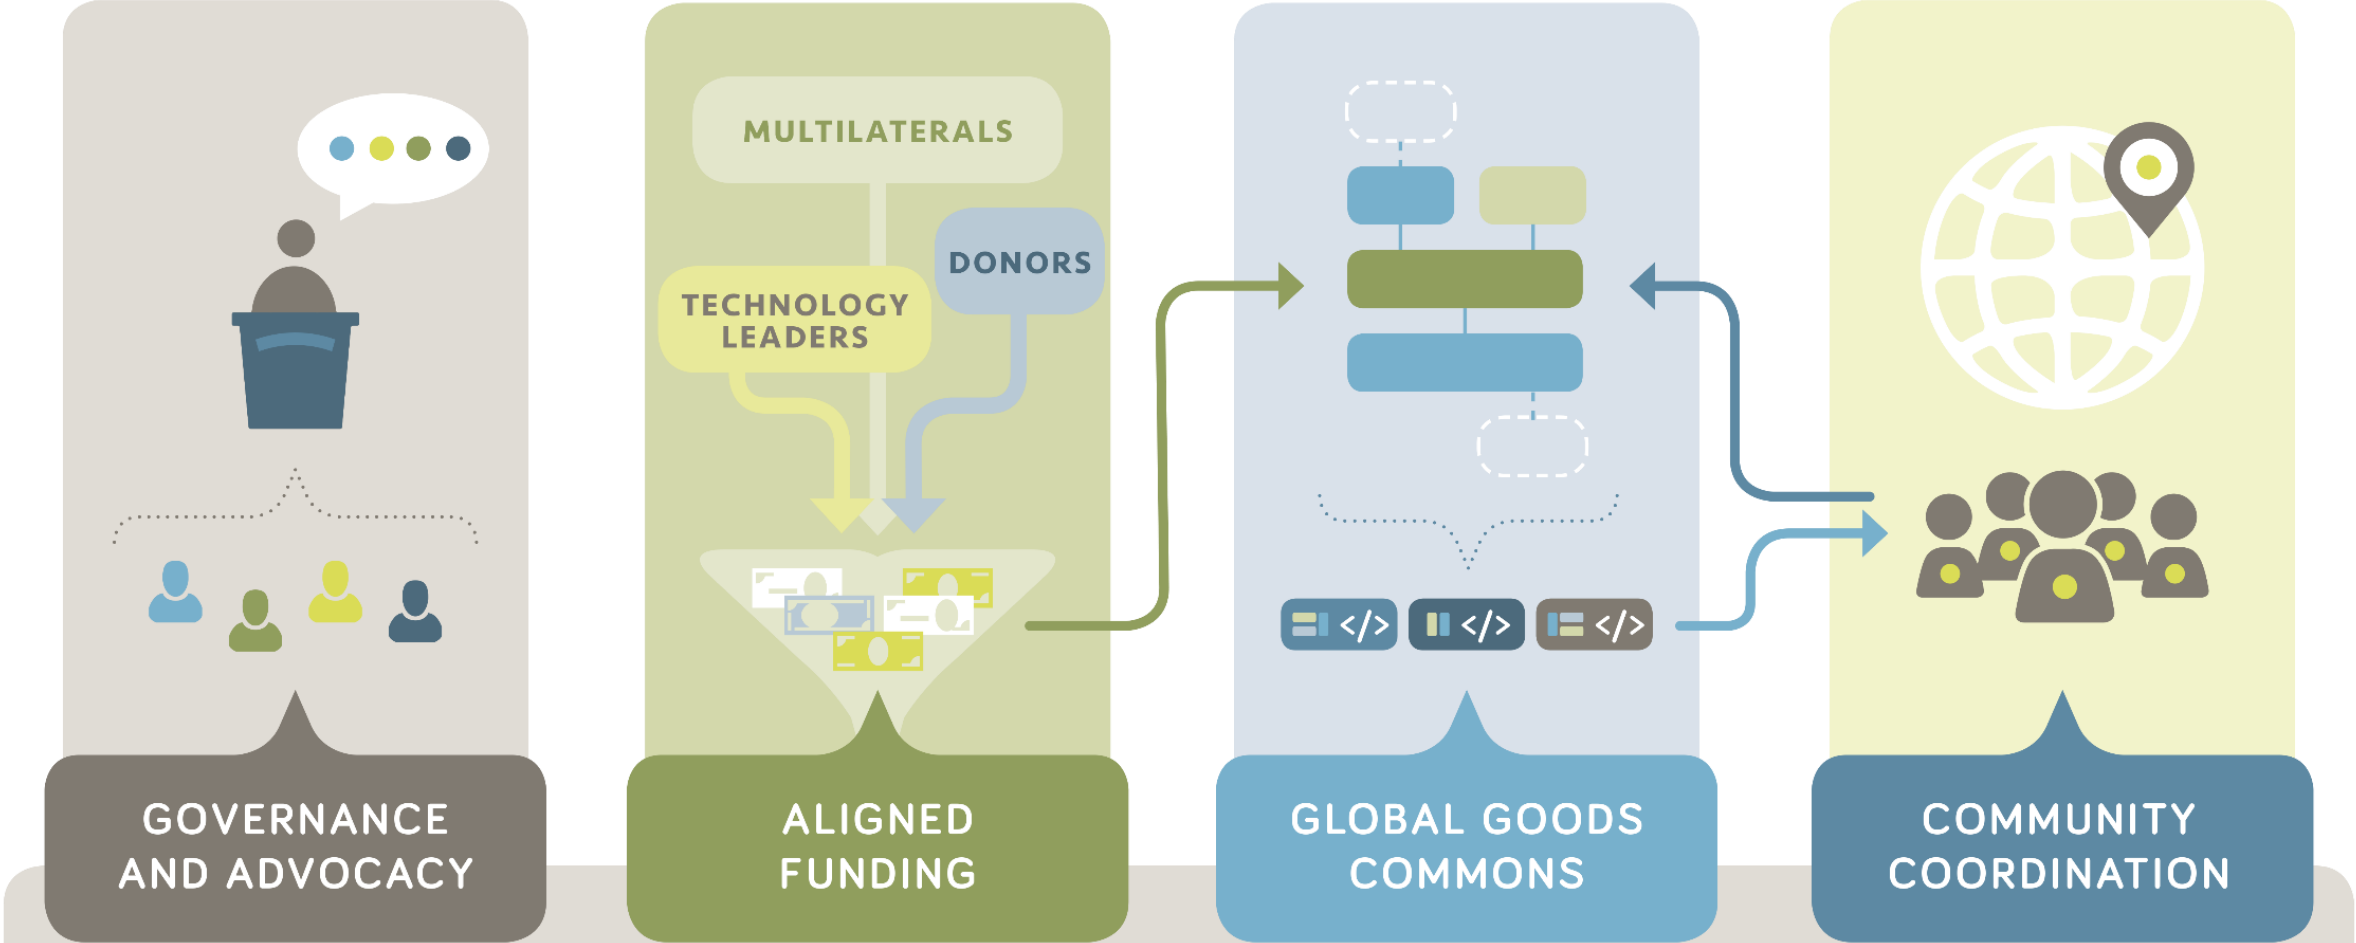 MULTILATERALS
DONORS
TECHNOLOGY
LEADERS
</>
</>
</>
GOVERNANCE
AND ADVOCACY
ALIGNED
FUNDING
GLOBAL GOODS
COMMONS
COMMUNITY
COORDINATION